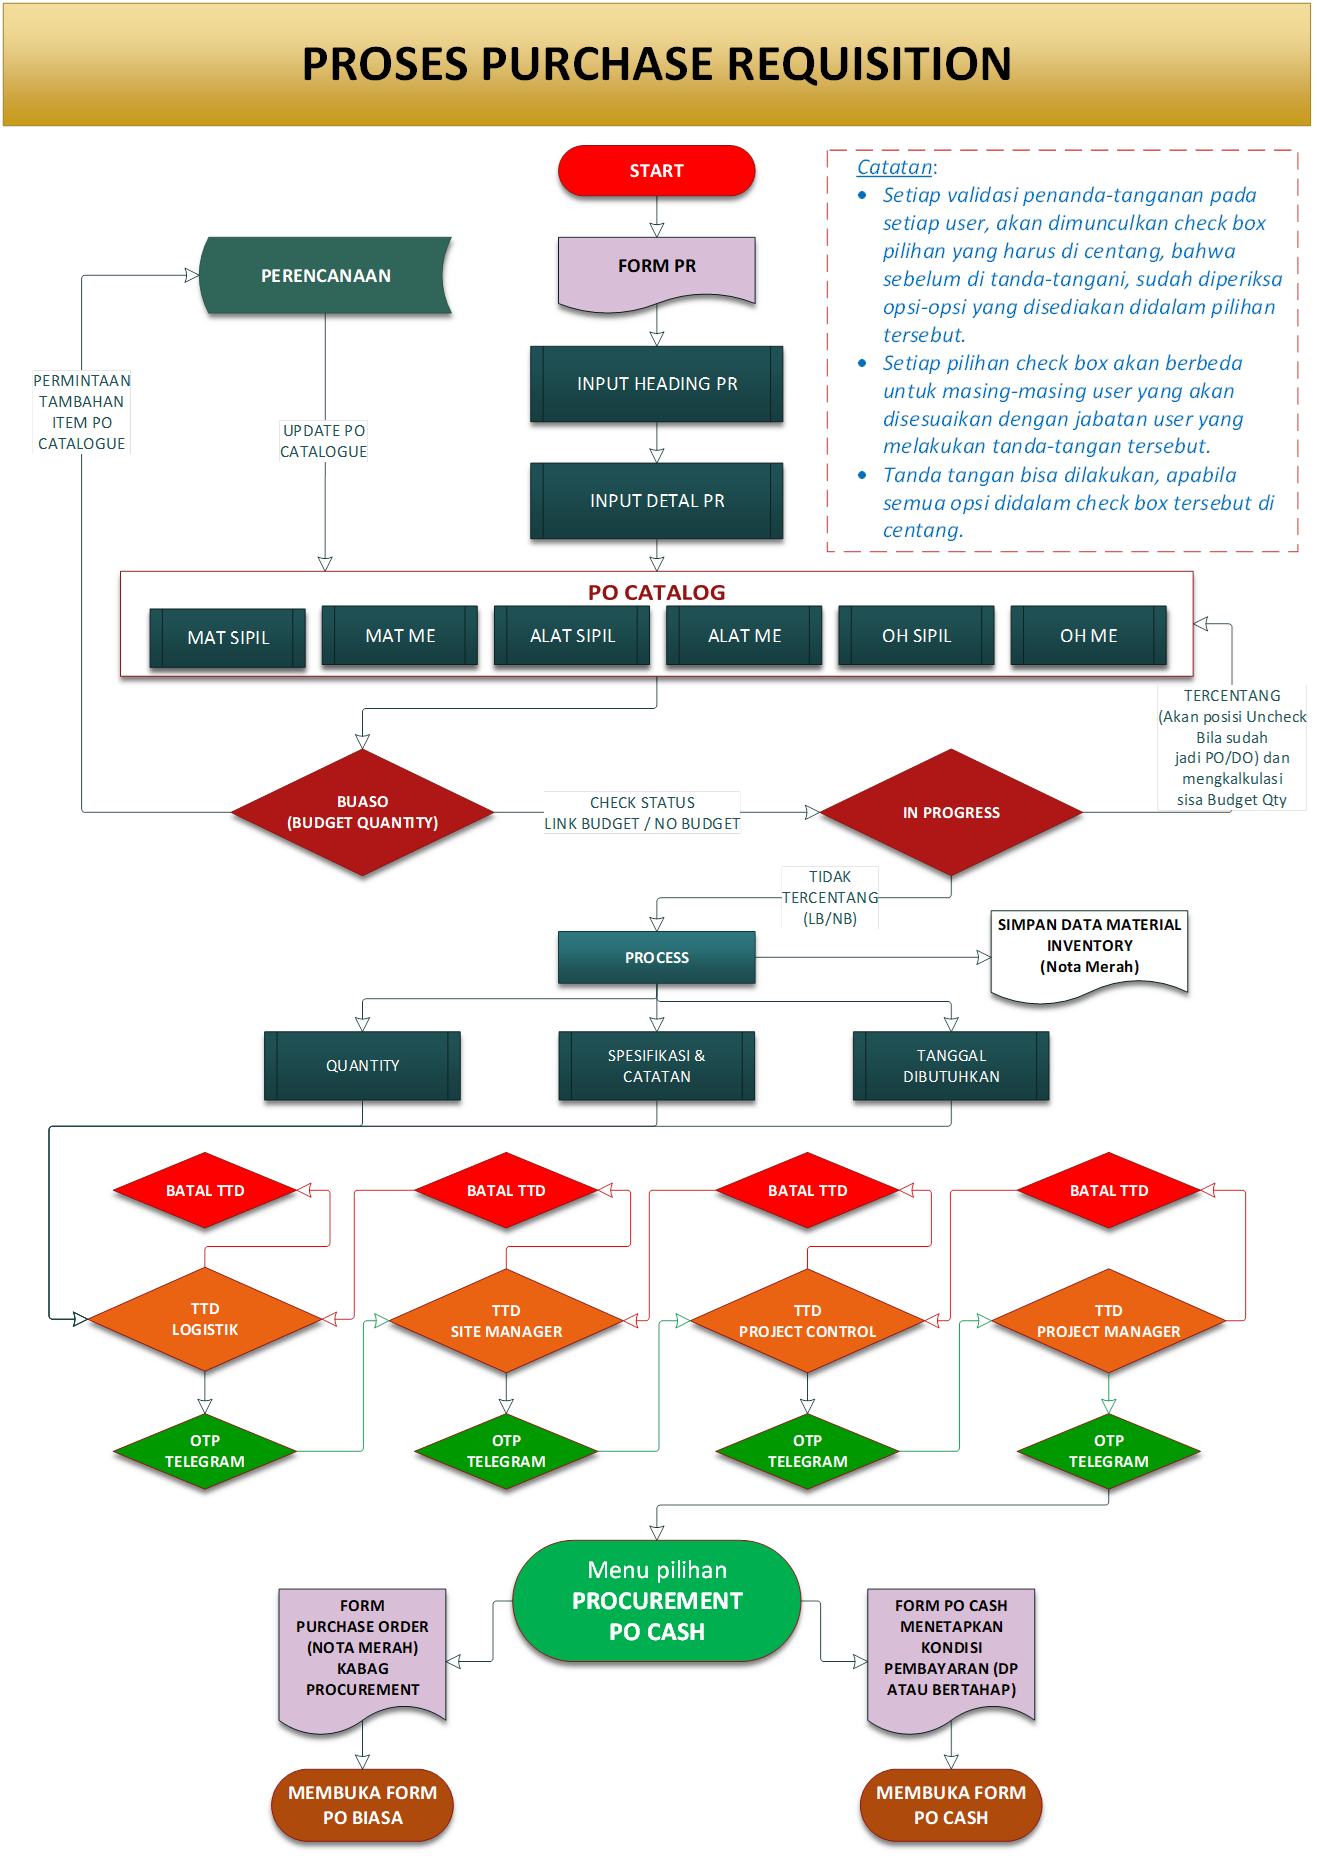 PROSES PURCHASE REQUISITION
START
Catatan:
• Setiap validasi penanda-tanganan pada
setiap user, akan dimunculkan check box
pilihan yang harus di centang, bahwa
sebelum di tanda-tangani, sudah diperiksa
opsi-opsi yang disediakan didalam pilihan
tersebut.
• Setiap pilihan check box akan berbeda
untuk masing-masing user yang akan
disesuaikan dengan jabatan user yang
melakukan tanda-tangan tersebut.
• Tanda tangan bisa dilakukan, apabila
semua opsi didalam check box tersebut di
centang.
PERENCANAAN
FORM PR
INPUT HEADING PR
PERMINTAAN
TAMBAHAN
ITEM PO
CATALOGUE
UPDATE PO
CATALOGUE
INPUT DETAL PR
PO CATALOG
MAT SIPIL
MAT ME
ALAT SIPIL
ALAT ME
OH SIPIL
OH ME
TERCENTANG
(Akan posisi Uncheck
Bila sudah
jadi PO/DO) dan
mengkalkulasi
sisa Budget Qty
BUASO
(BUDGET QUANTITY)
CHECK STATUS
LINK BUDGET / NO BUDGET
IN PROGRESS
TIDAK
TERCENTANG
(LB/NB)
PROCESS
SIMPAN DATA MATERIAL
INVENTORY
(Nota Merah)
QUANTITY
SPESIFIKASI &
CATATAN
TANGGAL
DIBUTUHKAN
BATAL TTD
BATAL TTD
BATAL TTD
BATAL TTD
TTD
LOGISTIK
TTD
SITE MANAGER
TTD
PROJECT CONTROL
TTD
PROJECT MANAGER
OTP
TELEGRAM
OTP
TELEGRAM
OTP
TELEGRAM
OTP
TELEGRAM
Menu pilihan
PROCUREMENT
PO CASH
FORM
PURCHASE ORDER
(NOTA MERAH)
KABAG
PROCUREMENT
FORM PO CASH
MENETAPKAN
KONDISI
PEMBAYARAN (DP
ATAU BERTAHAP)
MEMBUKA FORM
PO BIASA
MEMBUKA FORM
PO CASH